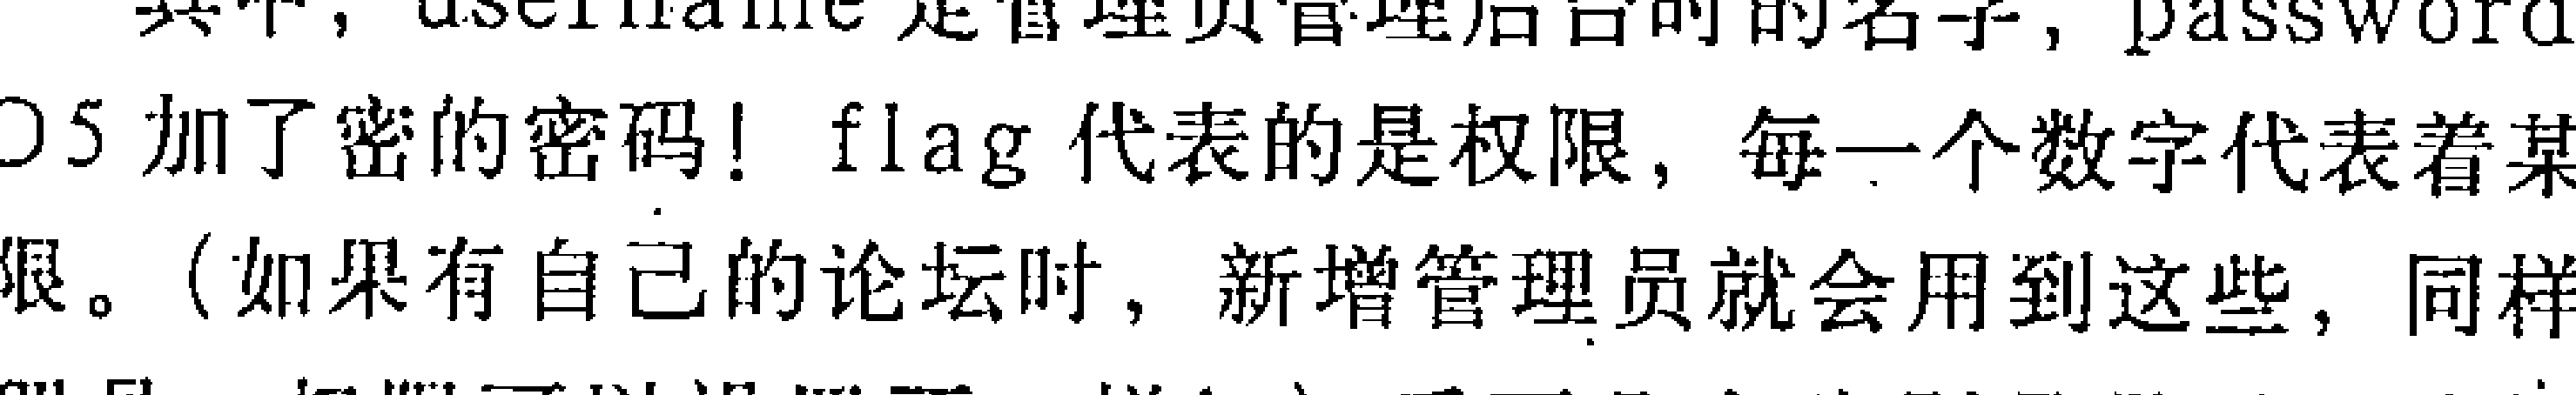 其中，username 是管理员管理后台时的名字，password
D5 加了密的密码！flag 代表的是权限，每一个数字代表着某
限。（如果有自己的论坛时，新增管理员就会用到这些，同样